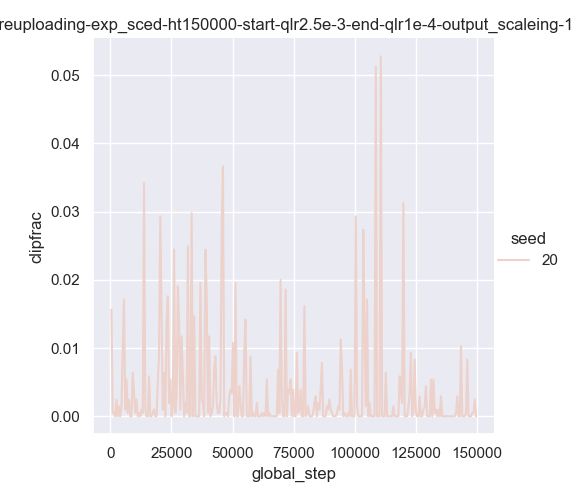 reuploading-exp_sced-ht150000-start-qlr2.5e-3-end-qlr1e-4-output_scaleing-1
0.05
0.04
0.03
0.02
0.01
0.00
clipfrac
0 25000 50000 75000 100000 125000 150000
global_step
seed
20